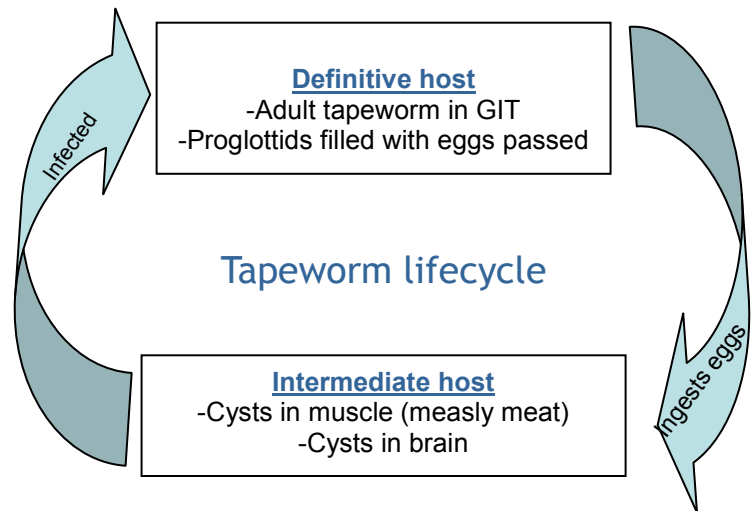 Definitive host
-Adult tapeworm in GIT
-Proglottids filled with eggs passed
Infected
Tapeworm lifecycle
Ingests eggs
Intermediate host
-Cysts in muscle (measly meat)
-Cysts in brain